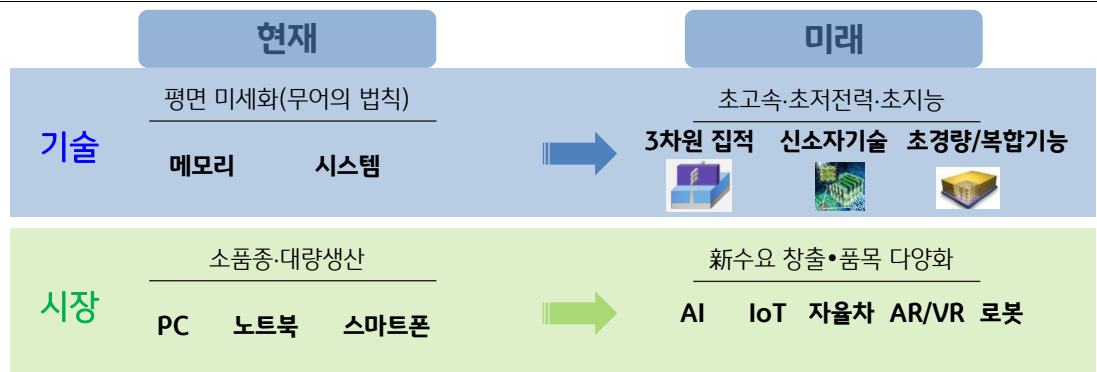 현재
미래
기술
평면 미세화(무어의 법칙)
메모리 시스템
초고속·초저전력·초지능
3차원 집적 신소자기술 초경량/복합기능
시장
소품종·대량생산
PC 노트북 스마트폰
新수요 창출•품목 다양화
AI IoT 자율차 AR/VR 로봇